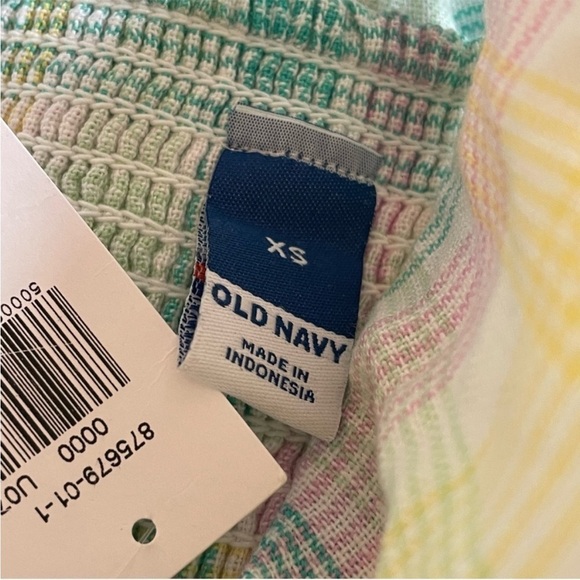 XS
OLD NAVY
MADE IN
INDONESIA
875679-01-1
0000